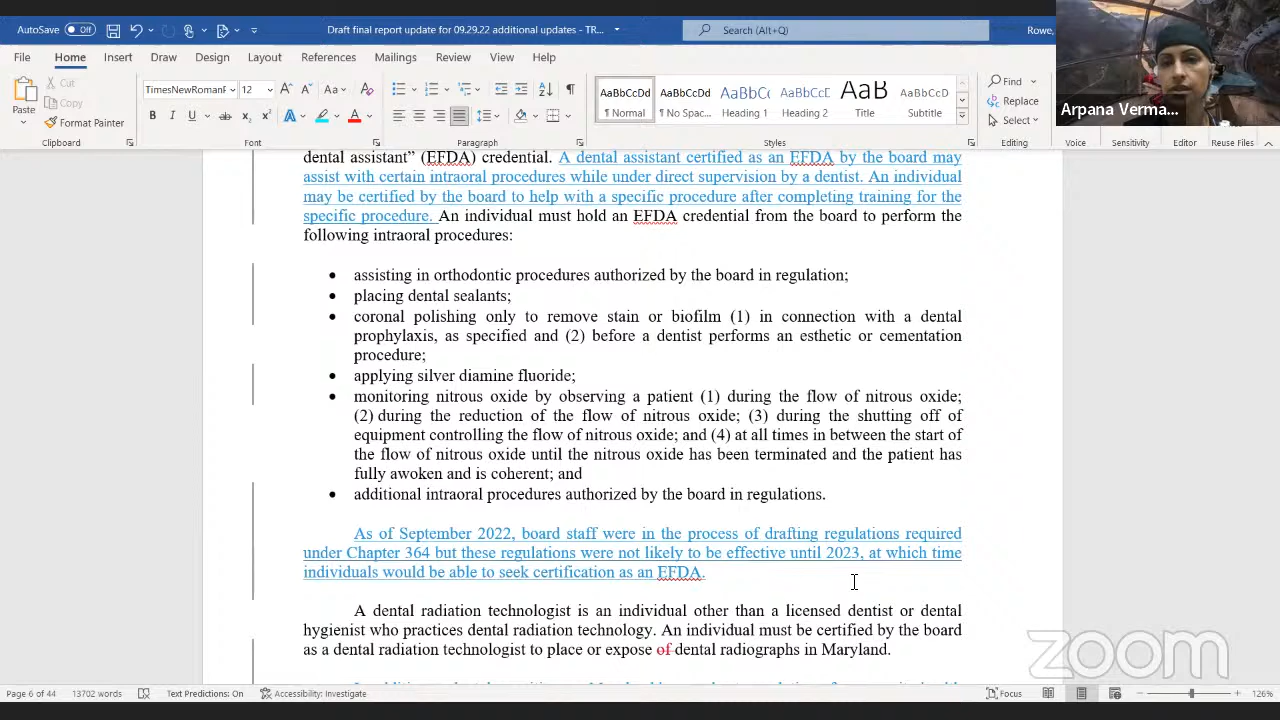 AutoSave Off Draft final report update for 09.29.22 additional updates - TR... Search (Alt+Q) Rowe,
File Home Insert Draw Design Layout References Mailings Review View Help
Arpana Verma...
Paste Cut Copy Format Painter Clipboard
TimesNewRomanF 12 Aa Font
Paragraph
AaBbCcDd AaBbCcDd AaBbC( AaBbCcE AaB AaBbCcD
Normal No Spac... Heading 1 Heading 2 Title Subtitle Styles
Find Replace Select Editing
Voice Sensitivity Editor Reuse Files
dental assistant” (EFDA) credential. A dental assistant certified as an EFDA by the board may
assist with certain intraoral procedures while under direct supervision by a dentist. An individual
may be certified by the board to help with a specific procedure after completing training for the
specific procedure. An individual must hold an EFDA credential from the board to perform the
following intraoral procedures:
• assisting in orthodontic procedures authorized by the board in regulation;
• placing dental sealants;
• coronal polishing only to remove stain or biofilm (1) in connection with a dental
prophylaxis, as specified and (2) before a dentist performs an esthetic or cementation
procedure;
• applying silver diamine fluoride;
• monitoring nitrous oxide by observing a patient (1) during the flow of nitrous oxide;
(2) during the reduction of the flow of nitrous oxide; (3) during the shutting off of
equipment controlling the flow of nitrous oxide; and (4) at all times in between the start of
the flow of nitrous oxide until the nitrous oxide has been terminated and the patient has
fully awoken and is coherent; and
• additional intraoral procedures authorized by the board in regulations.
As of September 2022, board staff were in the process of drafting regulations required
under Chapter 364 but these regulations were not likely to be effective until 2023, at which time
individuals would be able to seek certification as an EFDA.
A dental radiation technologist is an individual other than a licensed dentist or dental
hygienist who practices dental radiation technology. An individual must be certified by the board
as a dental radiation technologist to place or expose of dental radiographs in Maryland.
zoom
Page 6 of 44 13702 words Text Predictions: On Accessibility: Investigate Focus 126%